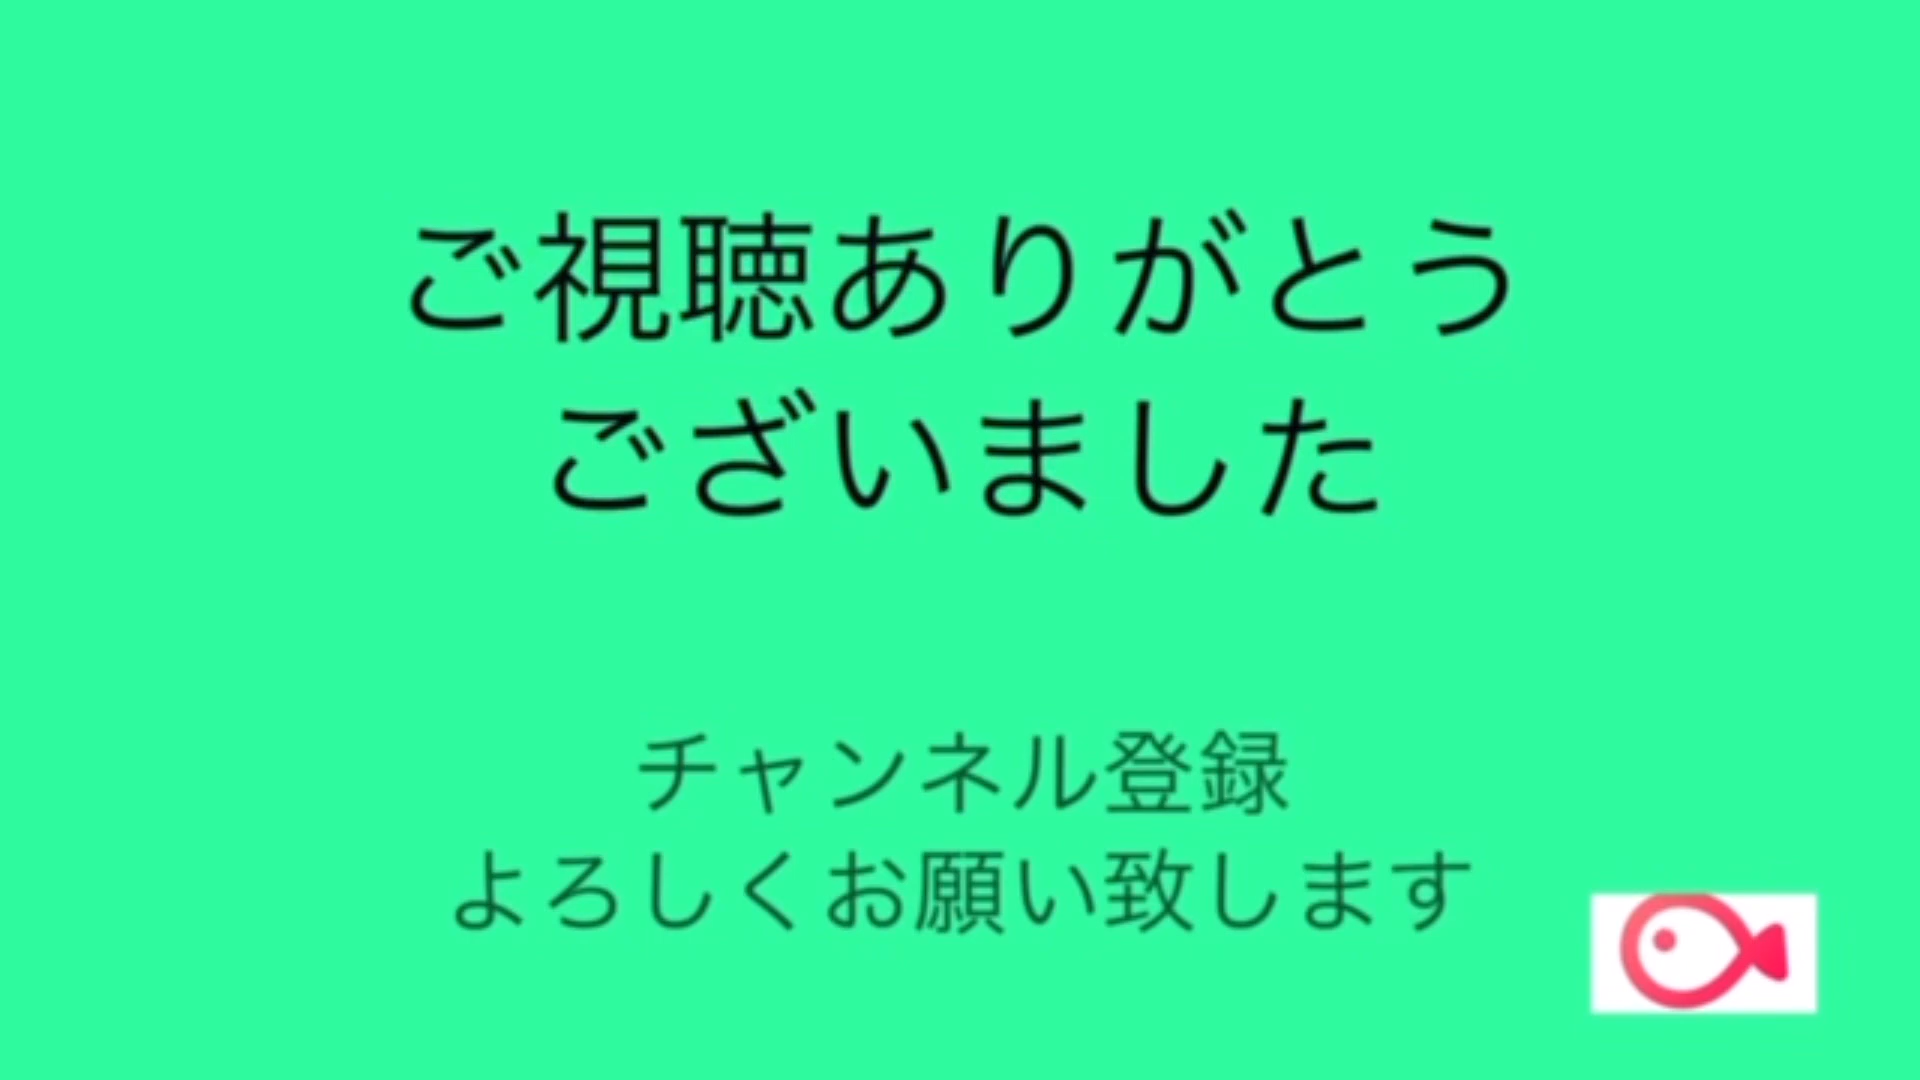 ご視聴ありがとう
ございました
チャンネル登録
よろしくお願い致します